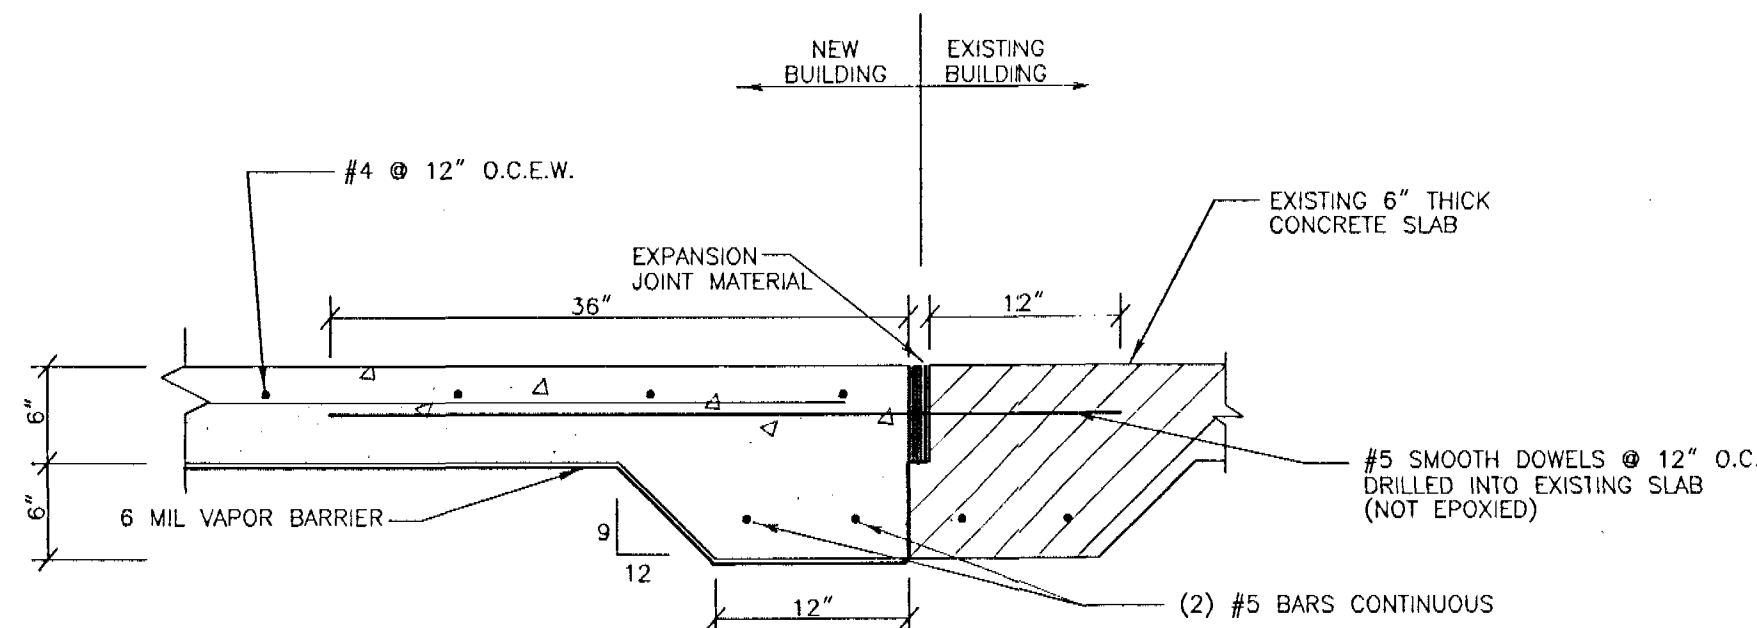 NEW
BUILDING
EXISTING
BUILDING
#4 @ 12" O.C.E.W.
EXISTING 6" THICK
CONCRETE SLAB
EXPANSION
JOINT MATERIAL
36"
12"
6"
6"
#5 SMOOTH DOWELS @ 12" O.C.
DRILLED INTO EXISTING SLAB
(NOT EPOXIED)
6 MIL VAPOR BARRIER
9
12
12"
(2) #5 BARS CONTINUOUS